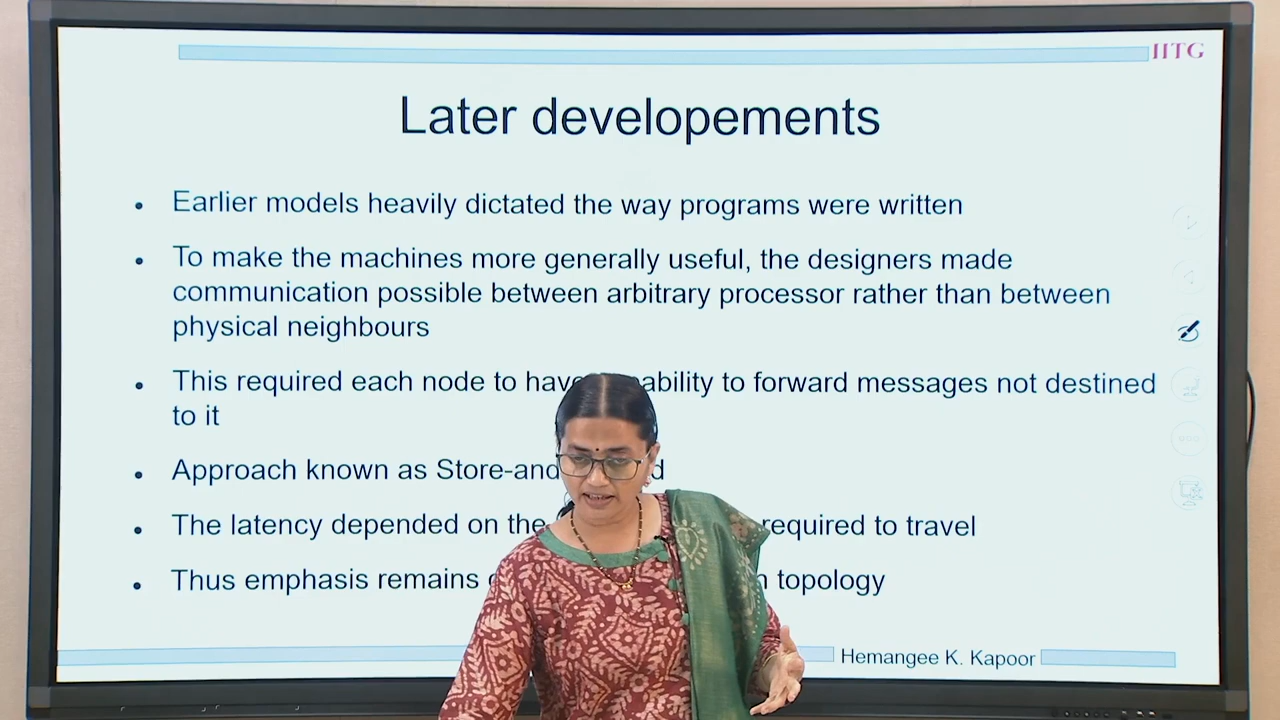 IITG
Later developements
• Earlier models heavily dictated the way programs were written
• To make the machines more generally useful, the designers made
communication possible between arbitrary processor rather than between
physical neighbours
• This required each node to have ability to forward messages not destined
to it
• Approach known as Store-and
• The latency depended on the required to travel
• Thus emphasis remains topology
Hemangee K. Kapoor